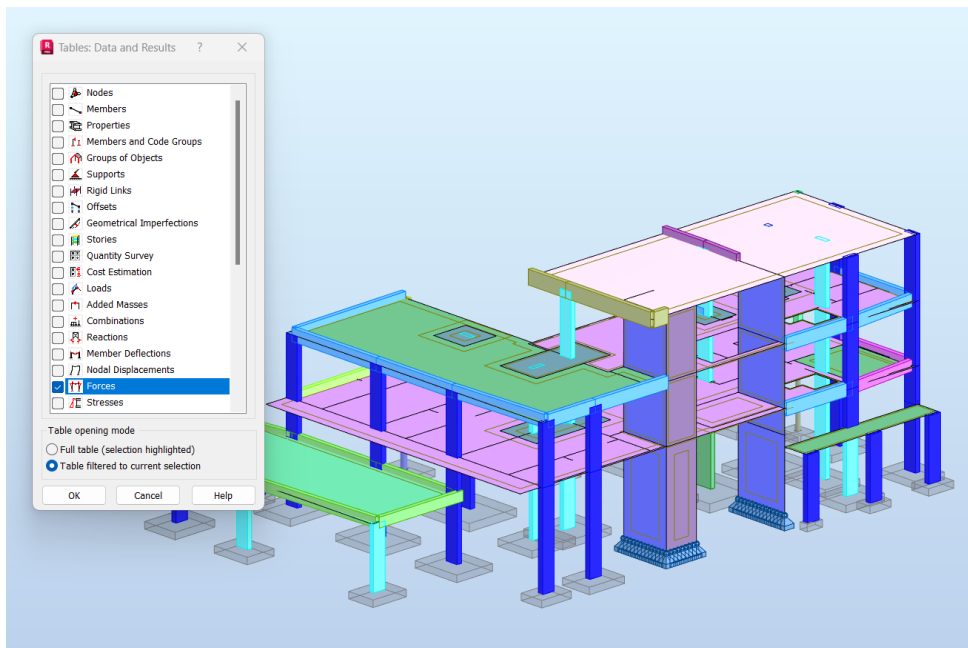 Tables: Data and Results ?
Nodes
Members
Properties
Members and Code Groups
Groups of Objects
Supports
Rigid Links
Offsets
Geometrical Imperfections
Stories
Quantity Survey
Cost Estimation
Loads
Added Masses
Combinations
Reactions
Member Deflections
Nodal Displacements
Forces
Stresses
Table opening mode
Full table (selection highlighted)
Table filtered to current selection
OK Cancel Help